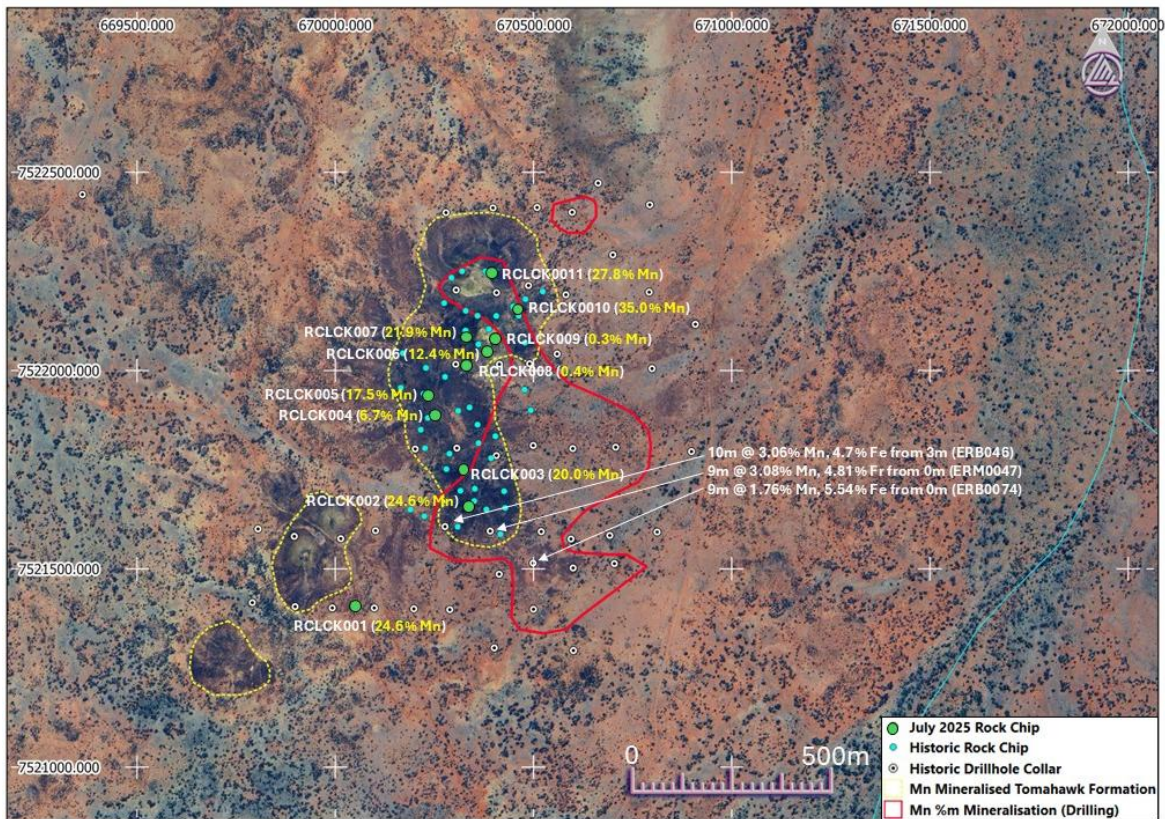 669500.000 670000.000 670500.000 671000.000 671500.000 672000.000
N
7522500.000
RCLCK0011 (27.8% Mn)
RCLCK0010 (35.0% Mn)
RCLCK007 (21.9% Mn)
RCLCK009 (0.3% Mn)
RCLCK006 (12.4% Mn)
7522000.000
RCLCK008 (0.4% Mn)
RCLCK005 (17.5% Mn)
RCLCK004 (6.7% Mn)
10m @ 3.06% Mn, 4.7% Fe from 3m (ERB046)
9m @ 3.08% Mn, 4.81% Fe from 0m (ERM0047)
9m @ 1.76% Mn, 5.54% Fe from 0m (ERB0074)
RCLCK003 (20.0% Mn)
RCLCK002 (24.6% Mn)
7521500.000
RCLCK001 (24.6% Mn)
7521000.000
0 500m
July 2025 Rock Chip
Historic Rock Chip
Historic Drillhole Collar
Mn Mineralised Tomahawk Formation
Mn %m Mineralisation (Drilling)